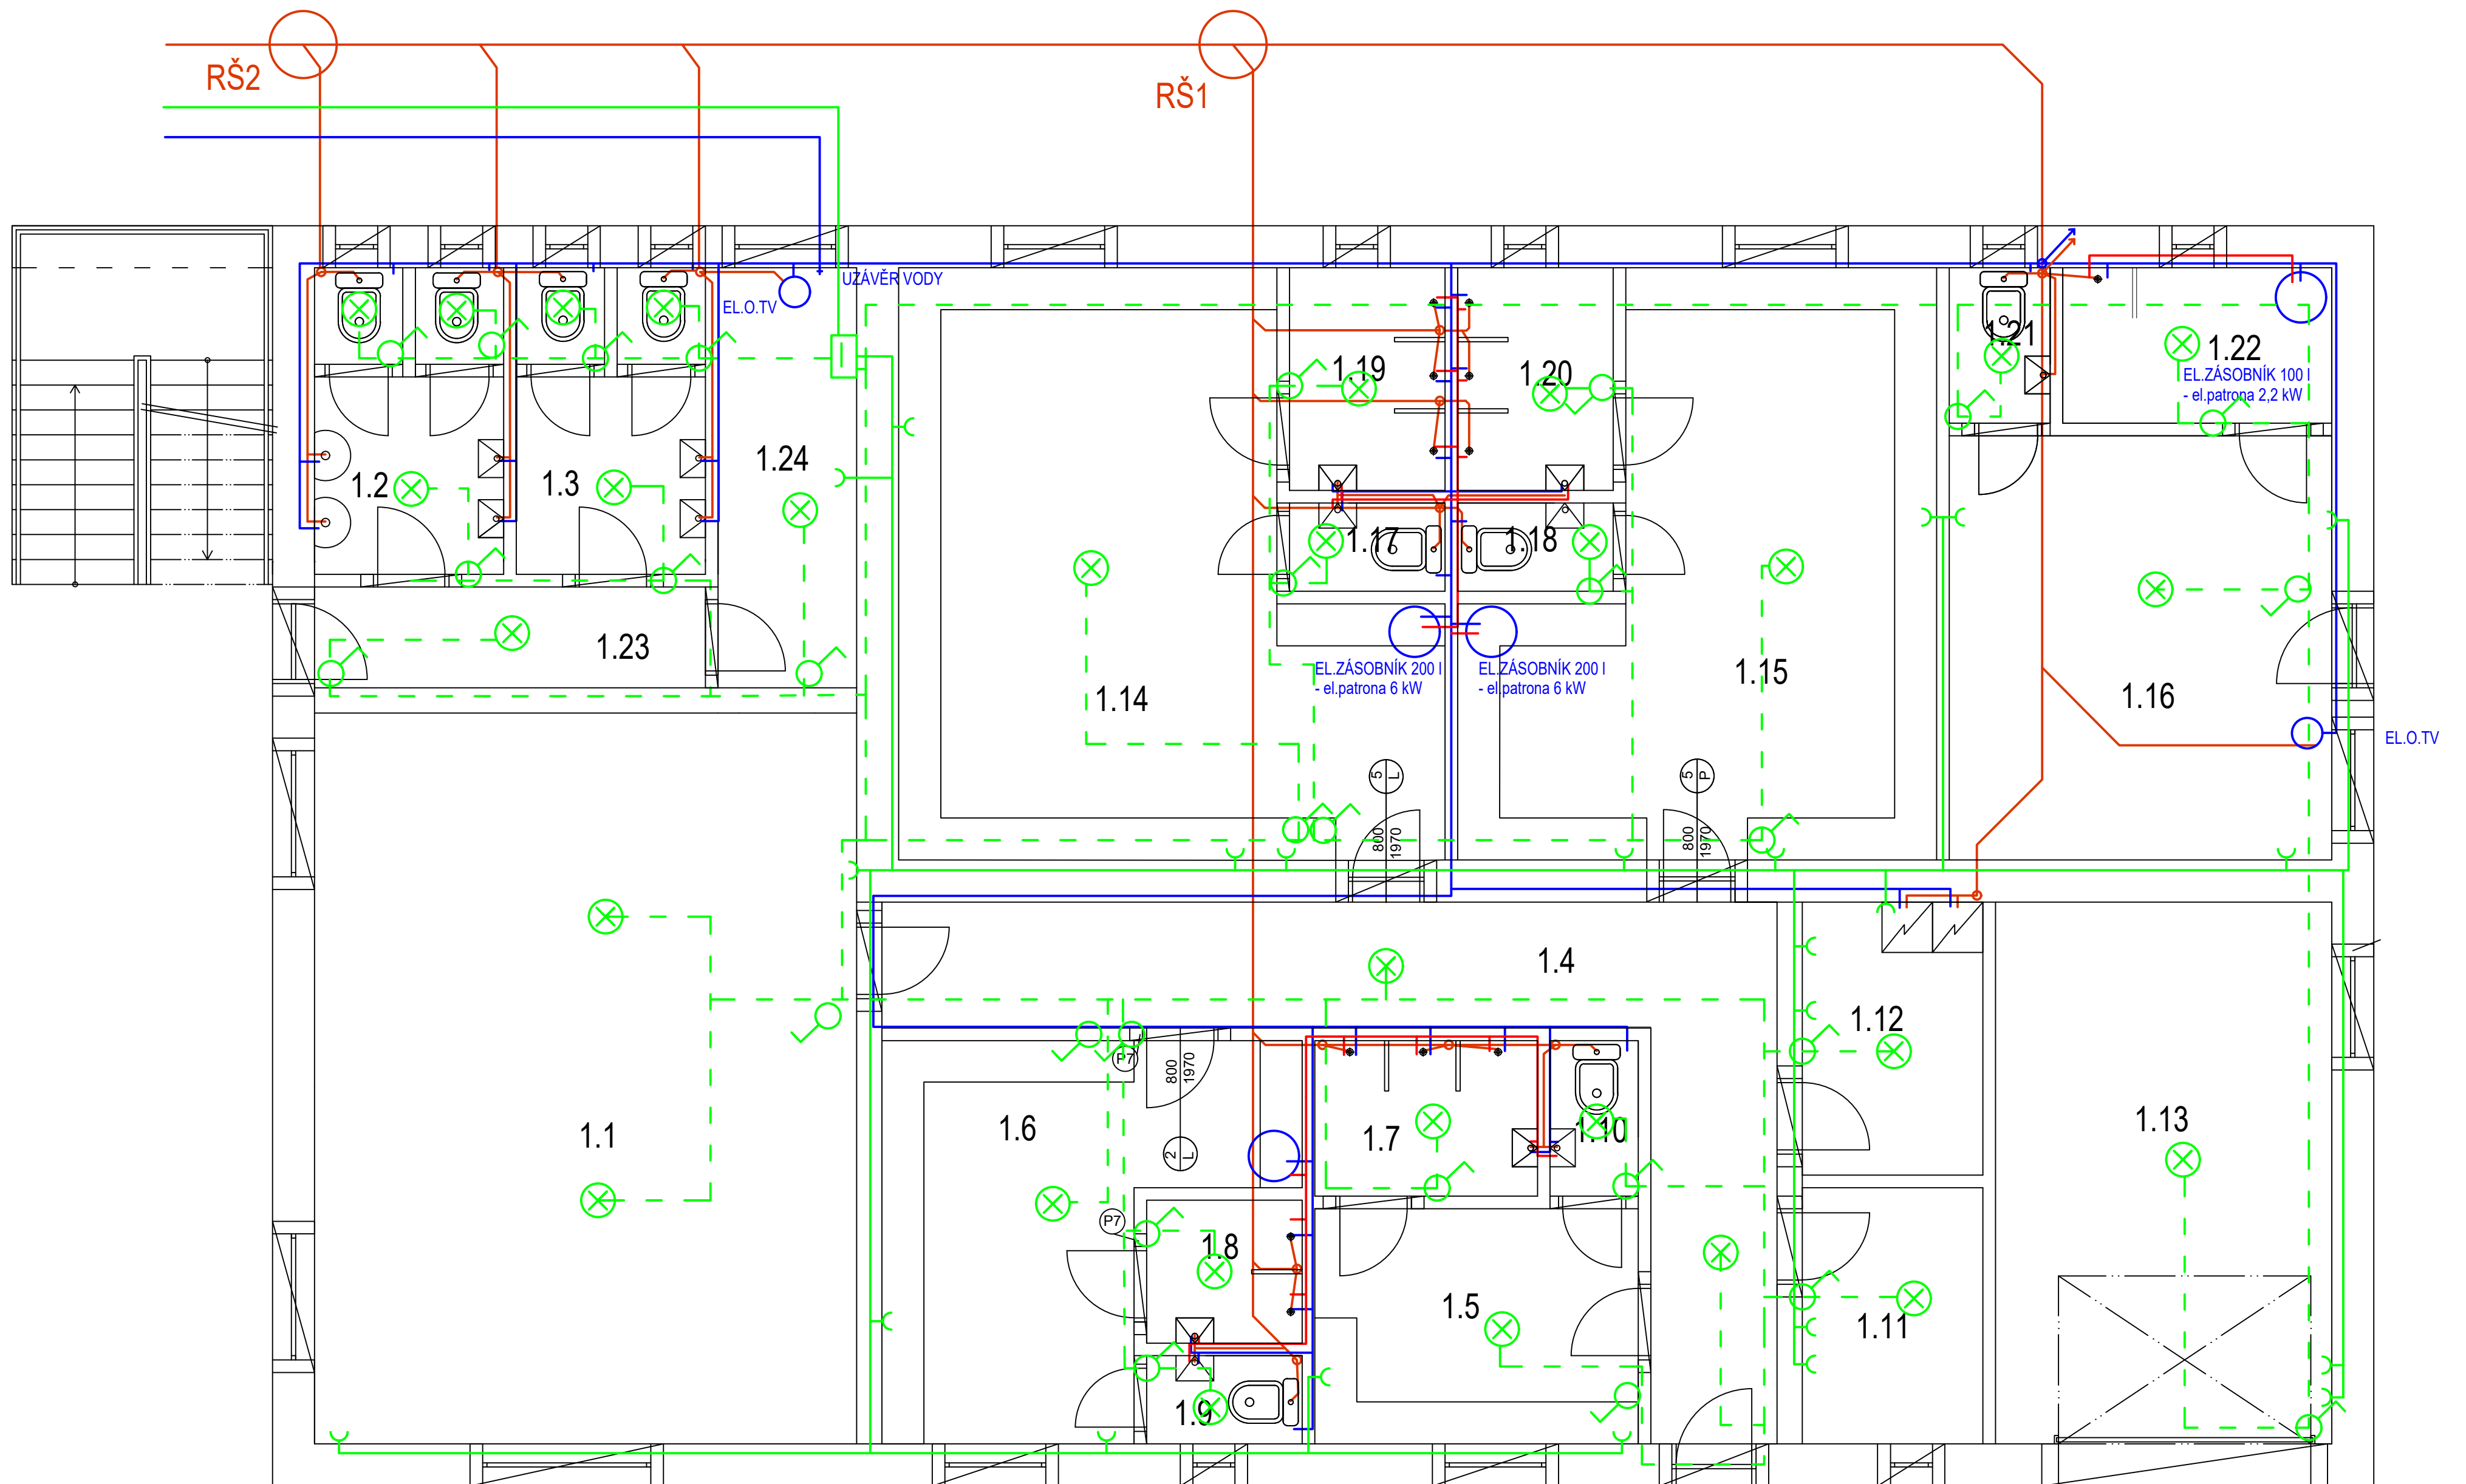 RŠ2
RŠ1
UZÁVĚR VODY
EL.O.TV
1.21
1.22
EL.ZÁSOBNÍK 100 l
- el.patrona 2,2 kW
1.19
1.20
1.24
1.2
1.3
1.17
1.18
1.23
EL.ZÁSOBNÍK 200 l
- el.patrona 6 kW
EL.ZÁSOBNÍK 200 l
- el.patrona 6 kW
1.14
1.15
1.16
EL.O.TV
5
L
5
P
800
1970
800
1970
1.4
1.12
P7
800
1970
1.6
1.7
1.10
1.13
1.1
2
L
P7
1.8
1.5
1.11
1.9